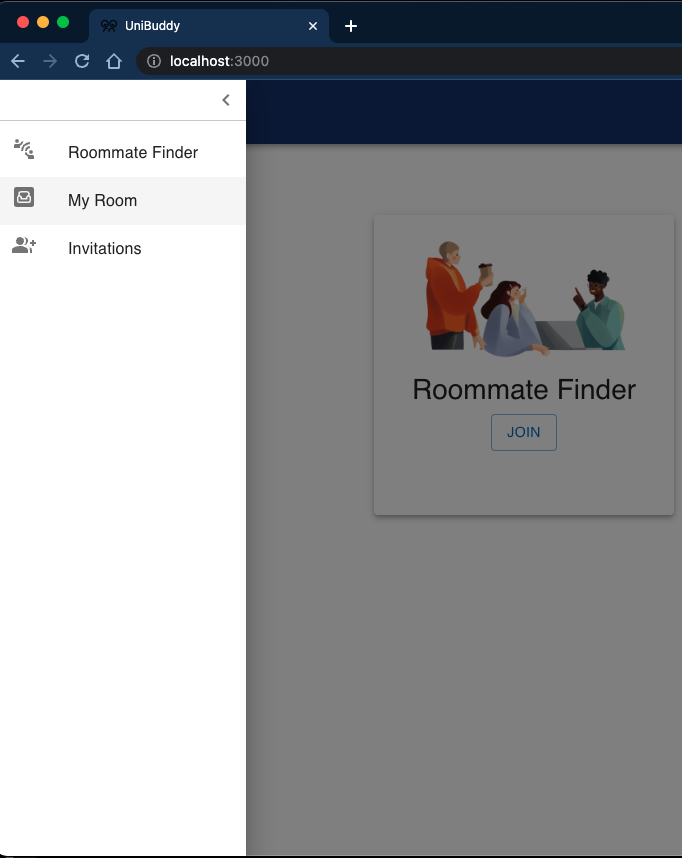 UniBuddy
localhost:3000
Roommate Finder
My Room
Invitations
Roommate Finder
JOIN